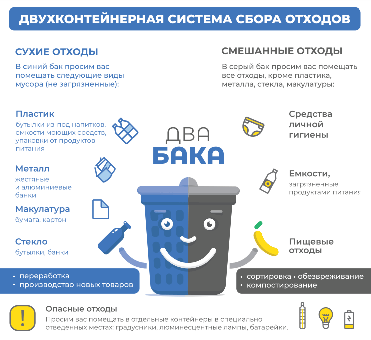 ДВУХКОНТЕЙНЕРНАЯ СИСТЕМА СБОРА ОТХОДОВ
СУХИЕ ОТХОДЫ
В синий бак просим вас
помещать следующие виды
мусора (не загрязненные):
Пластик
бутылки из-под напитков,
емкости моющих средств,
упаковки от продуктов
питания
Металл
жестяные
и алюминиевые
банки
Макулатура
бумага, картон
Стекло
бутылки, банки
• переработка
• производство новых товаров
ДВА
БАКА
СМЕШАННЫЕ ОТХОДЫ
В серый бак просим вас помещать
все отходы, кроме пластика,
металла, стекла, макулатуры:
Средства
личной
гигиены
Емкости,
загрязненные
продуктами питания
Пищевые
отходы
• сортировка • обезвреживание
• компостирование
Опасные отходы
Просим вас помещать в отдельные контейнеры в специально
отведенных местах: градусники, люминесцентные лампы, батарейки.